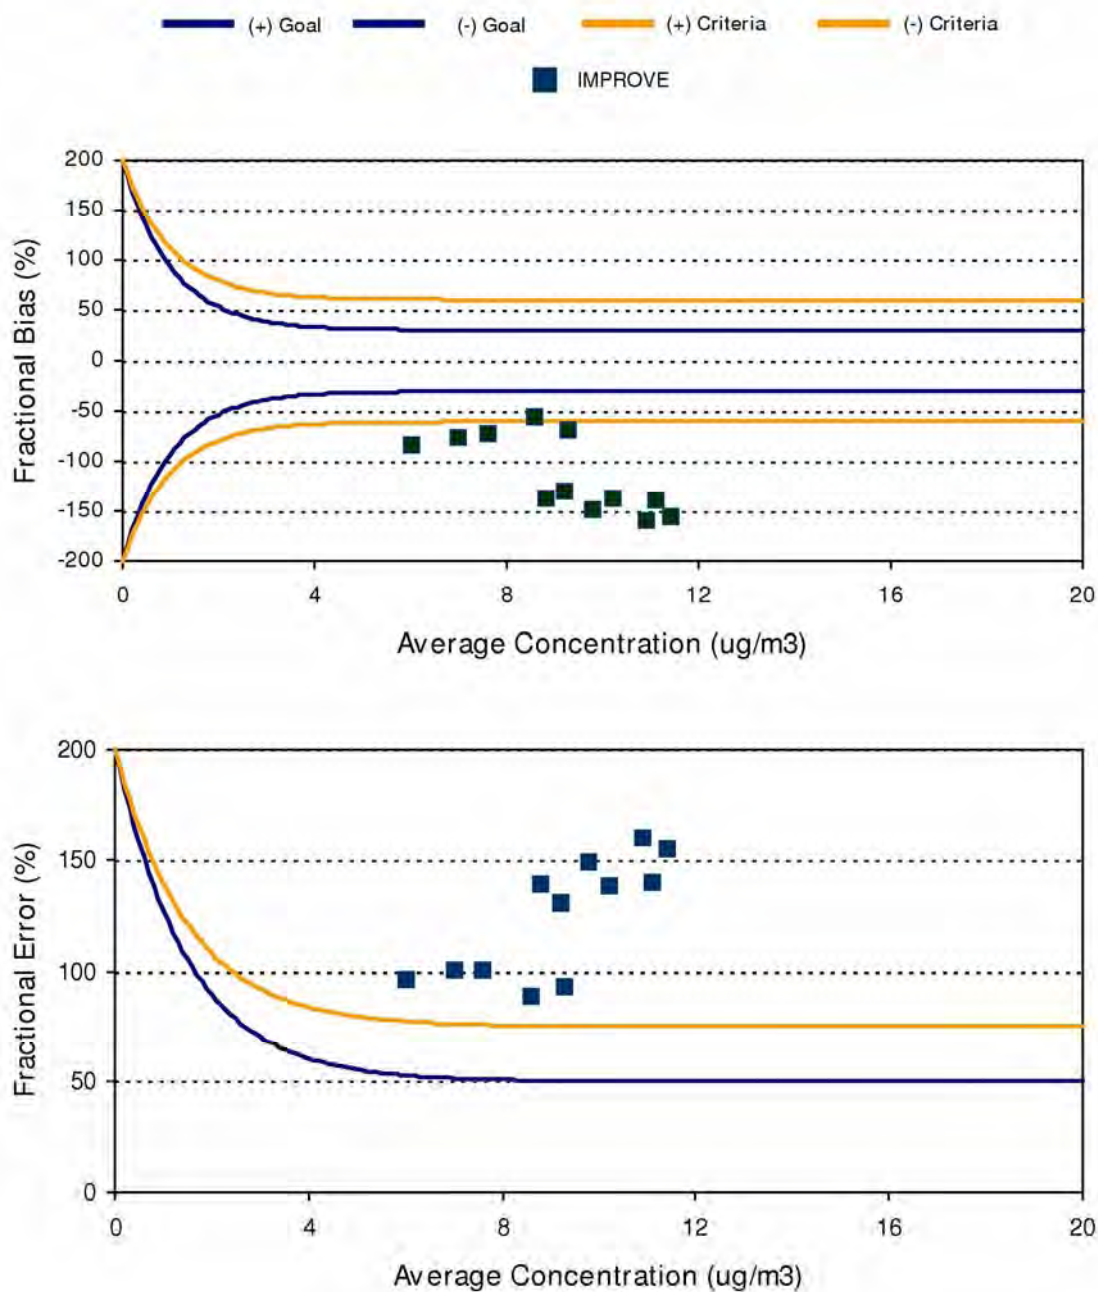 (+) Goal (-) Goal (+) Criteria (-) Criteria
IMPROVE
200
150
100
50
0
-50
-100
-150
-200
Fractional Bias (%)
0 4 8 12 16 20
Average Concentration (ug/m3)
200
150
100
50
0
Fractional Error (%)
0 4 8 12 16 20
Average Concentration (ug/m3)